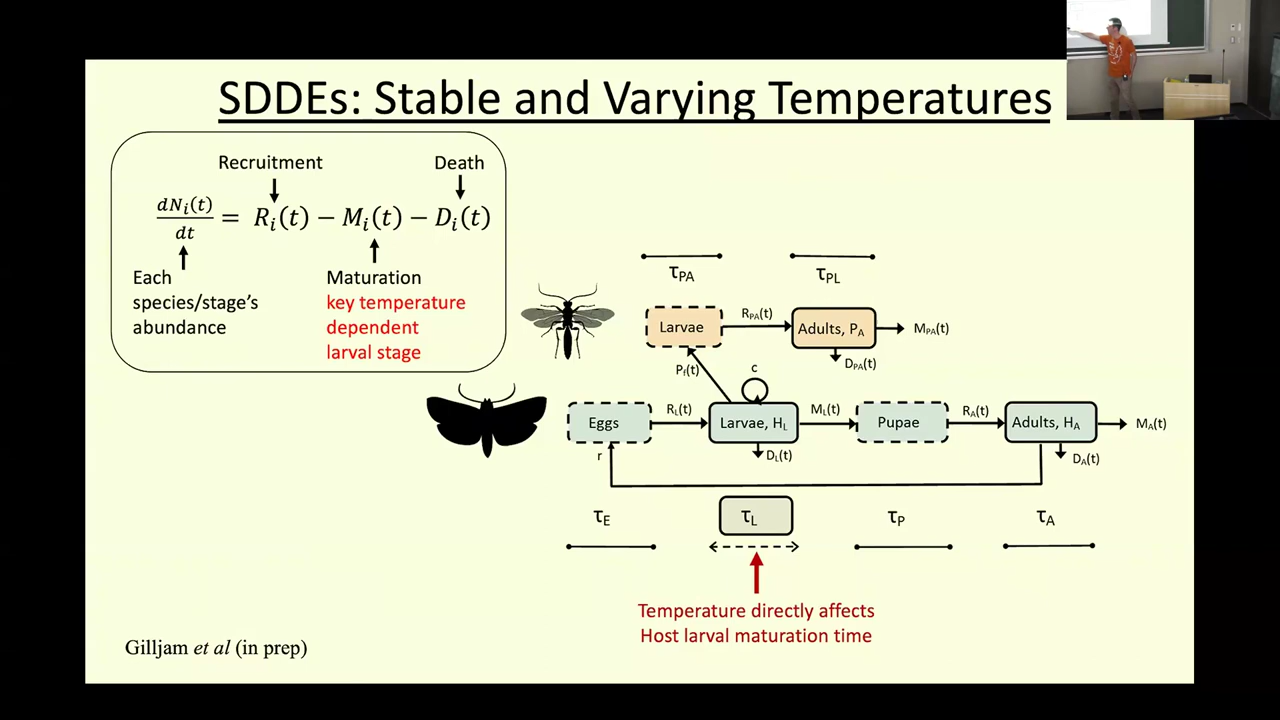 SDDEs: Stable and Varying Temperatures
Recruitment
Death
dNᵢ(t)/dt = Rᵢ(t) − Mᵢ(t) − Dᵢ(t)
Each
species/stage's
abundance
Maturation
key temperature
dependent
larval stage
τPA
τPL
Larvae
RPA(t)
Adults, PA
MPA(t)
DPA(t)
Pf(t)
c
Eggs
RL(t)
Larvae, HL
ML(t)
Pupae
RA(t)
Adults, HA
MA(t)
r
DL(t)
DA(t)
τE
τL
τP
τA
Temperature directly affects
Host larval maturation time
Gilljam et al (in prep)